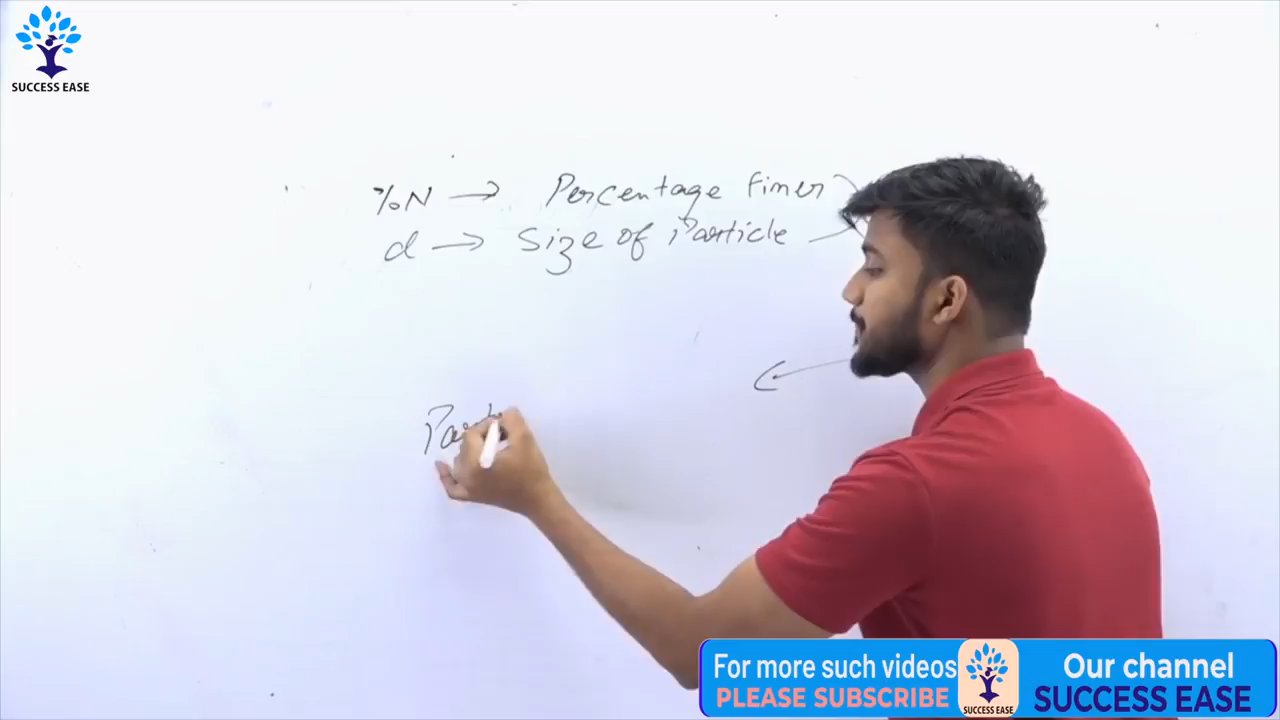 SUCCESS EASE
%N → Percentage finer
d → Size of Particle
For more such videos
PLEASE SUBSCRIBE
SUCCESS EASE
Our channel
SUCCESS EASE